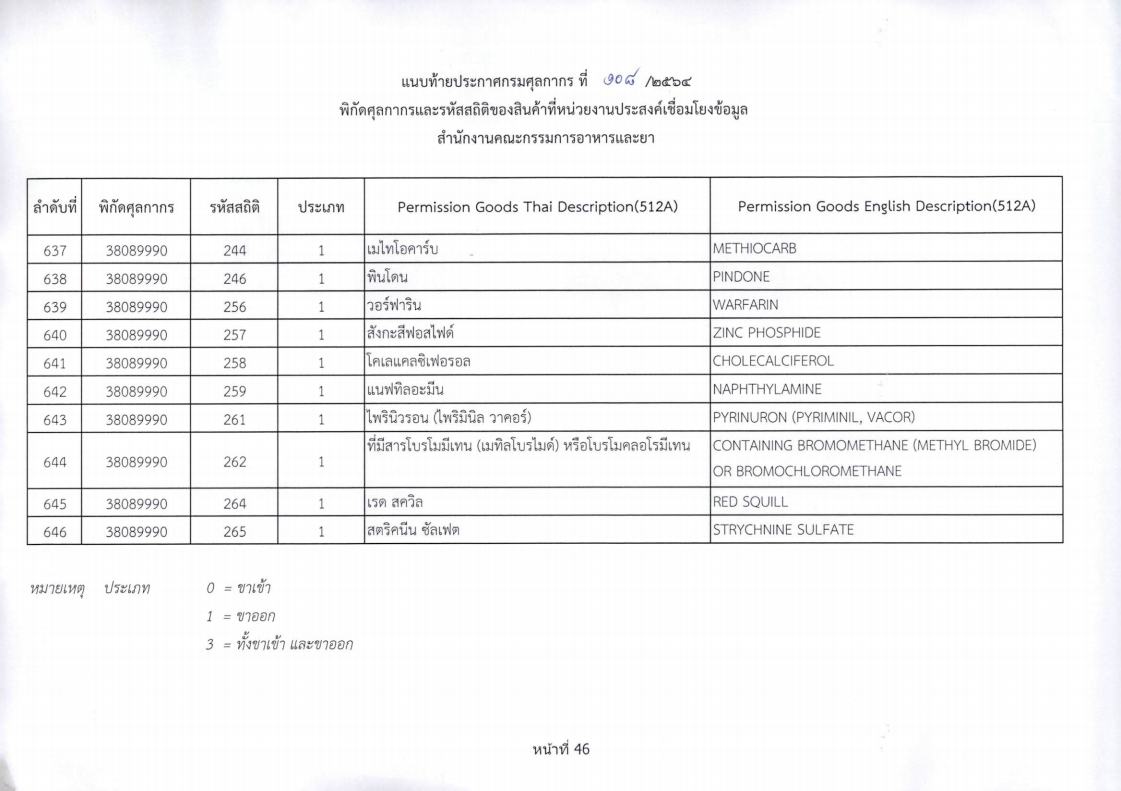 แนบท้ายประกาศกรมศุลกากร ที่ ๑๐๘ /๒๕๖๔
พิกัดศุลกากรและรหัสสถิติของสินค้าที่หน่วยงานประสงค์เชื่อมโยงข้อมูล
สำนักงานคณะกรรมการอาหารและยา
ลำดับที่ พิกัดศุลกากร รหัสสถิติ ประเภท Permission Goods Thai Description(512A) Permission Goods English Description(512A)
637 38089990 244 1 เมไทโอคาร์บ METHIOCARB
638 38089990 246 1 พินโดน PINDONE
639 38089990 256 1 วอร์ฟาริน WARFARIN
640 38089990 257 1 สังกะสีฟอสไฟด์ ZINC PHOSPHIDE
641 38089990 258 1 โคเลแคลซิเฟอรอล CHOLECALCIFEROL
642 38089990 259 1 แนฟทิลอะมีน NAPHTHYLAMINE
643 38089990 261 1 ไพรินิวรอน (ไพริมินิล วาคอร์) PYRINURON (PYRIMINIL, VACOR)
644 38089990 262 1 ที่มีสารโบรโมมีเทน (เมทิลโบรไมด์) หรือโบรโมคลอโรมีเทน CONTAINING BROMOMETHANE (METHYL BROMIDE)
OR BROMOCHLOROMETHANE
645 38089990 264 1 เรด สควิล RED SQUILL
646 38089990 265 1 สตริคนีน ซัลเฟต STRYCHNINE SULFATE
หมายเหตุ ประเภท 0 = ขาเข้า
1 = ขาออก
3 = ทั้งขาเข้า และขาออก
หน้าที่ 46